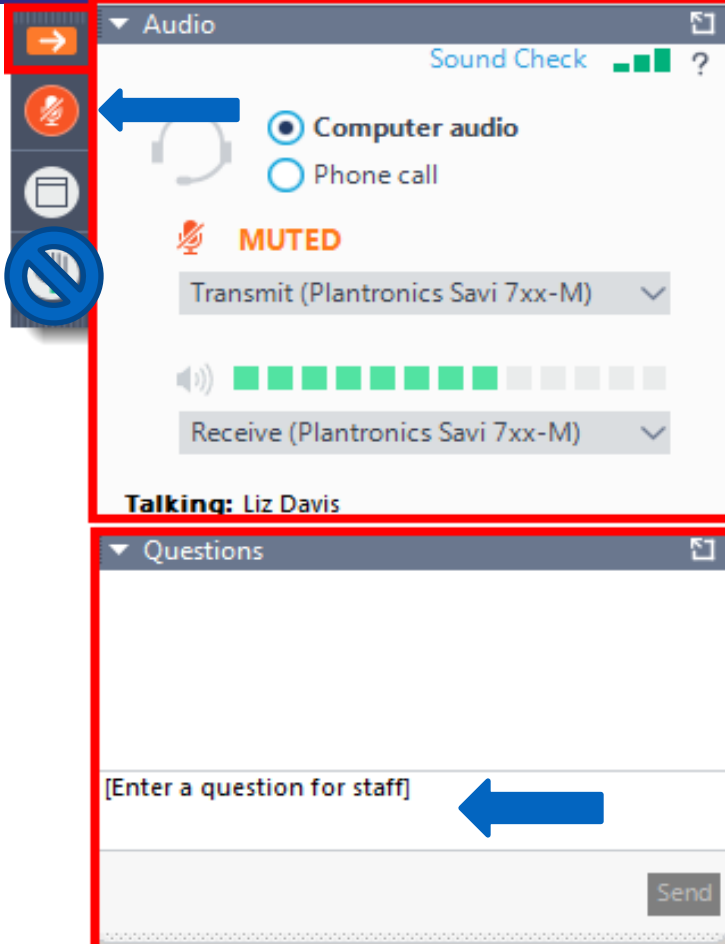 Audio
Sound Check ?
Computer audio
Phone call
MUTED
Transmit (Plantronics Savi 7xx-M)
Receive (Plantronics Savi 7xx-M)
Talking: Liz Davis
Questions
[Enter a question for staff]
Send